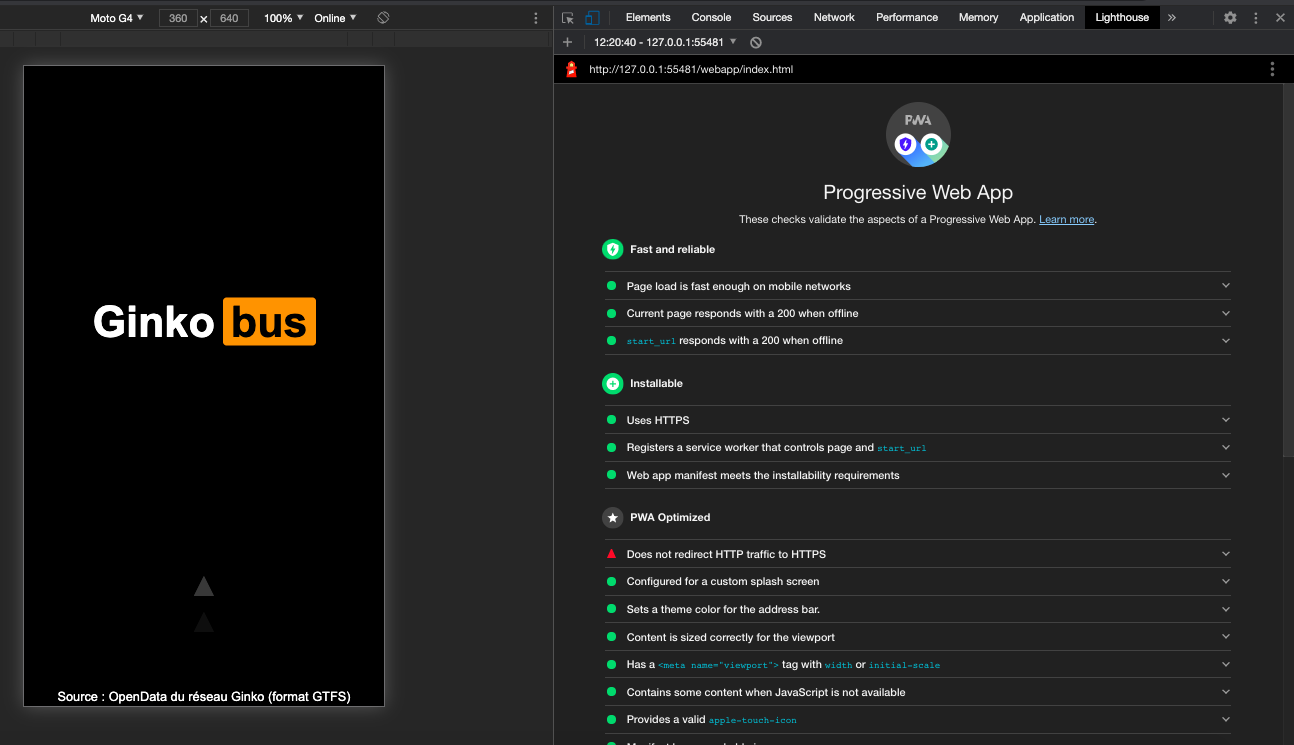 Moto G4 ▼ 360 × 640 100% ▼ Online ▼
Elements Console Sources Network Performance Memory Application Lighthouse »
+ 12:20:40 - 127.0.0.1:55481 ▼
http://127.0.0.1:55481/webapp/index.html
PWA
Progressive Web App
These checks validate the aspects of a Progressive Web App. Learn more.
Fast and reliable
Page load is fast enough on mobile networks
Current page responds with a 200 when offline
start_url responds with a 200 when offline
Installable
Uses HTTPS
Registers a service worker that controls page and start_url
Web app manifest meets the installability requirements
PWA Optimized
Does not redirect HTTP traffic to HTTPS
Configured for a custom splash screen
Sets a theme color for the address bar.
Content is sized correctly for the viewport
Has a <meta name="viewport"> tag with width or initial-scale
Contains some content when JavaScript is not available
Provides a valid apple-touch-icon
Ginko bus
Source : OpenData du réseau Ginko (format GTFS)